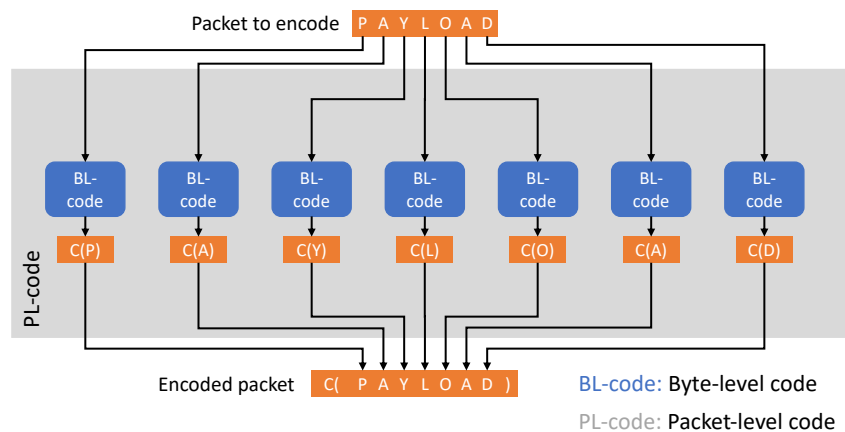 Packet to encode
P A Y L O A D
BL-
code
BL-
code
BL-
code
BL-
code
BL-
code
BL-
code
BL-
code
C(P)
C(A)
C(Y)
C(L)
C(O)
C(A)
C(D)
PL-code
Encoded packet
C( P A Y L O A D )
BL-code: Byte-level code
PL-code: Packet-level code